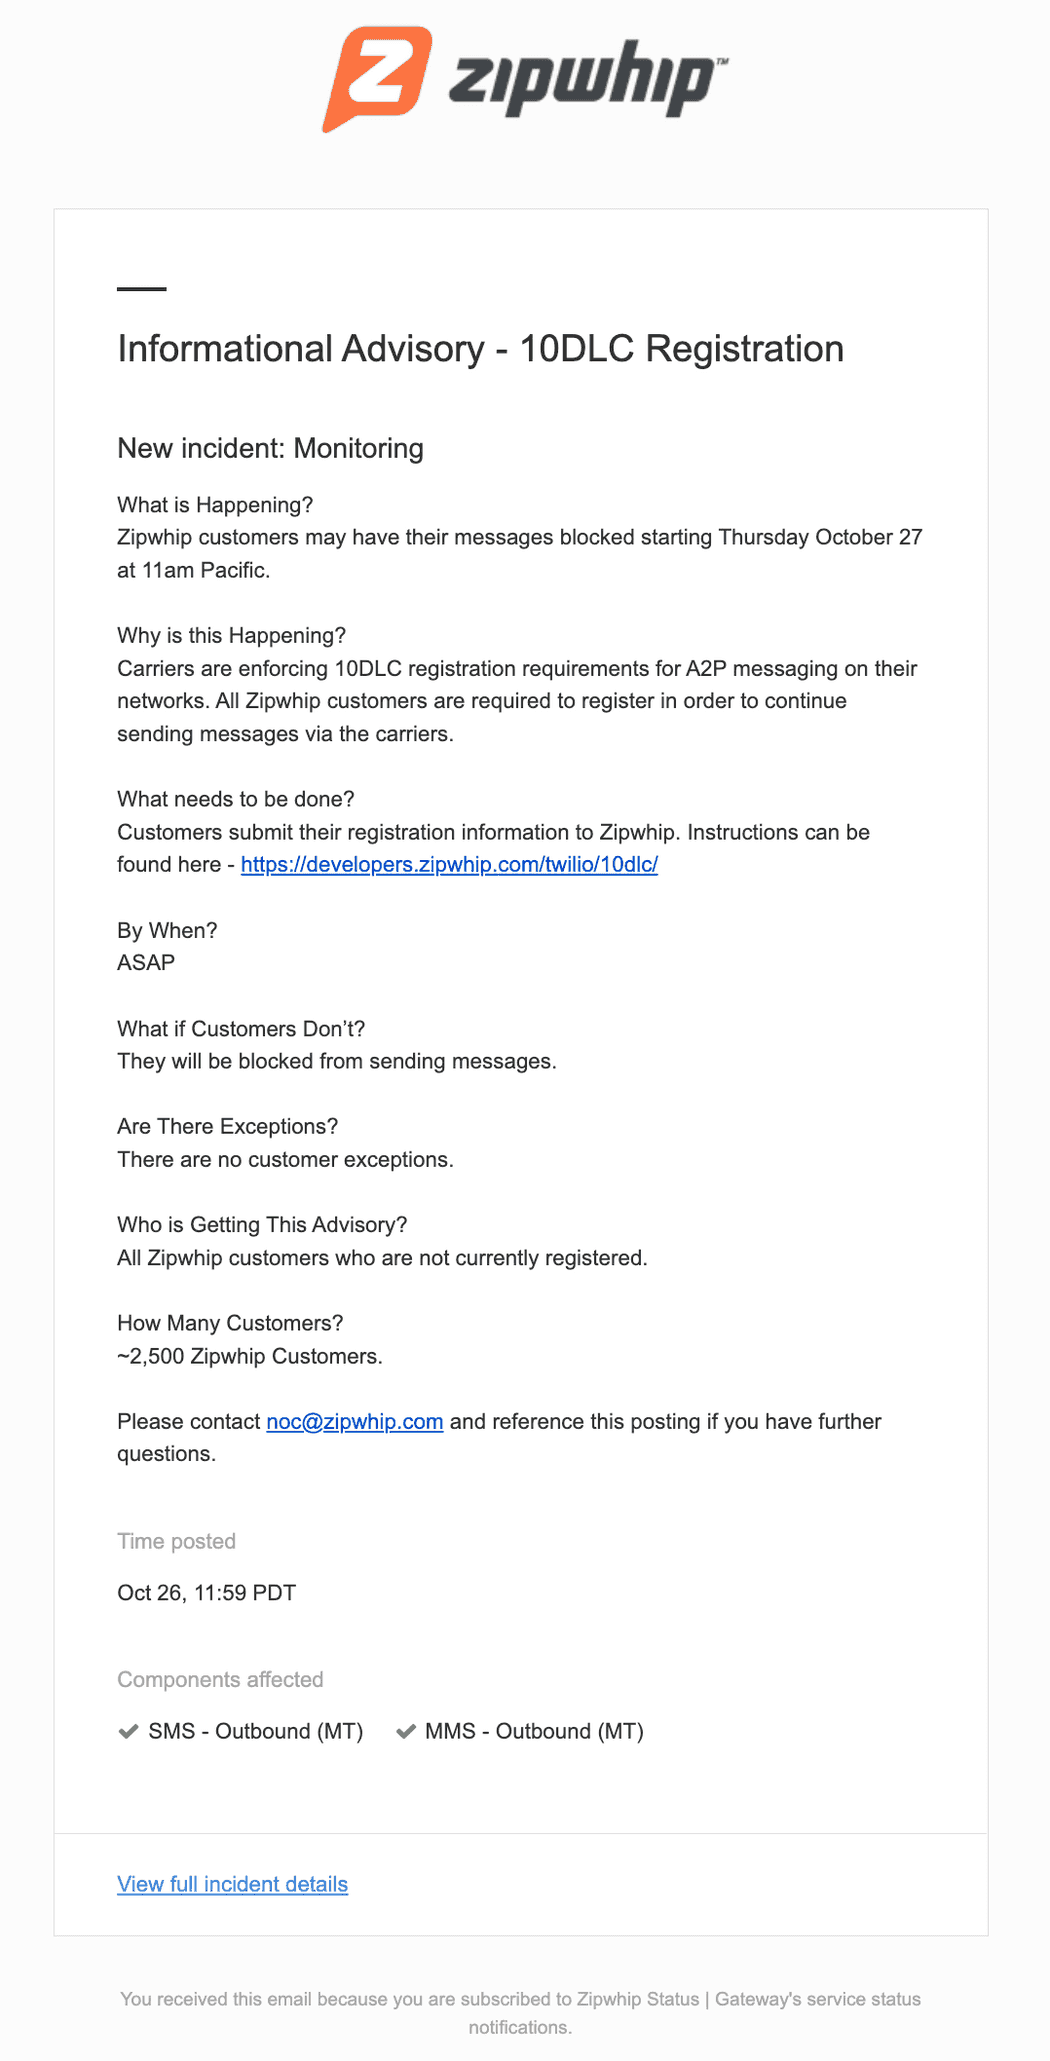 Z zipwhip™
Informational Advisory - 10DLC Registration
New incident: Monitoring
What is Happening?
Zipwhip customers may have their messages blocked starting Thursday October 27
at 11am Pacific.
Why is this Happening?
Carriers are enforcing 10DLC registration requirements for A2P messaging on their
networks. All Zipwhip customers are required to register in order to continue
sending messages via the carriers.
What needs to be done?
Customers submit their registration information to Zipwhip. Instructions can be
found here - https://developers.zipwhip.com/twilio/10dlc/
By When?
ASAP
What if Customers Don’t?
They will be blocked from sending messages.
Are There Exceptions?
There are no customer exceptions.
Who is Getting This Advisory?
All Zipwhip customers who are not currently registered.
How Many Customers?
~2,500 Zipwhip Customers.
Please contact noc@zipwhip.com and reference this posting if you have further
questions.
Time posted
Oct 26, 11:59 PDT
Components affected
SMS - Outbound (MT) MMS - Outbound (MT)
View full incident details
You received this email because you are subscribed to Zipwhip Status | Gateway's service status
notifications.